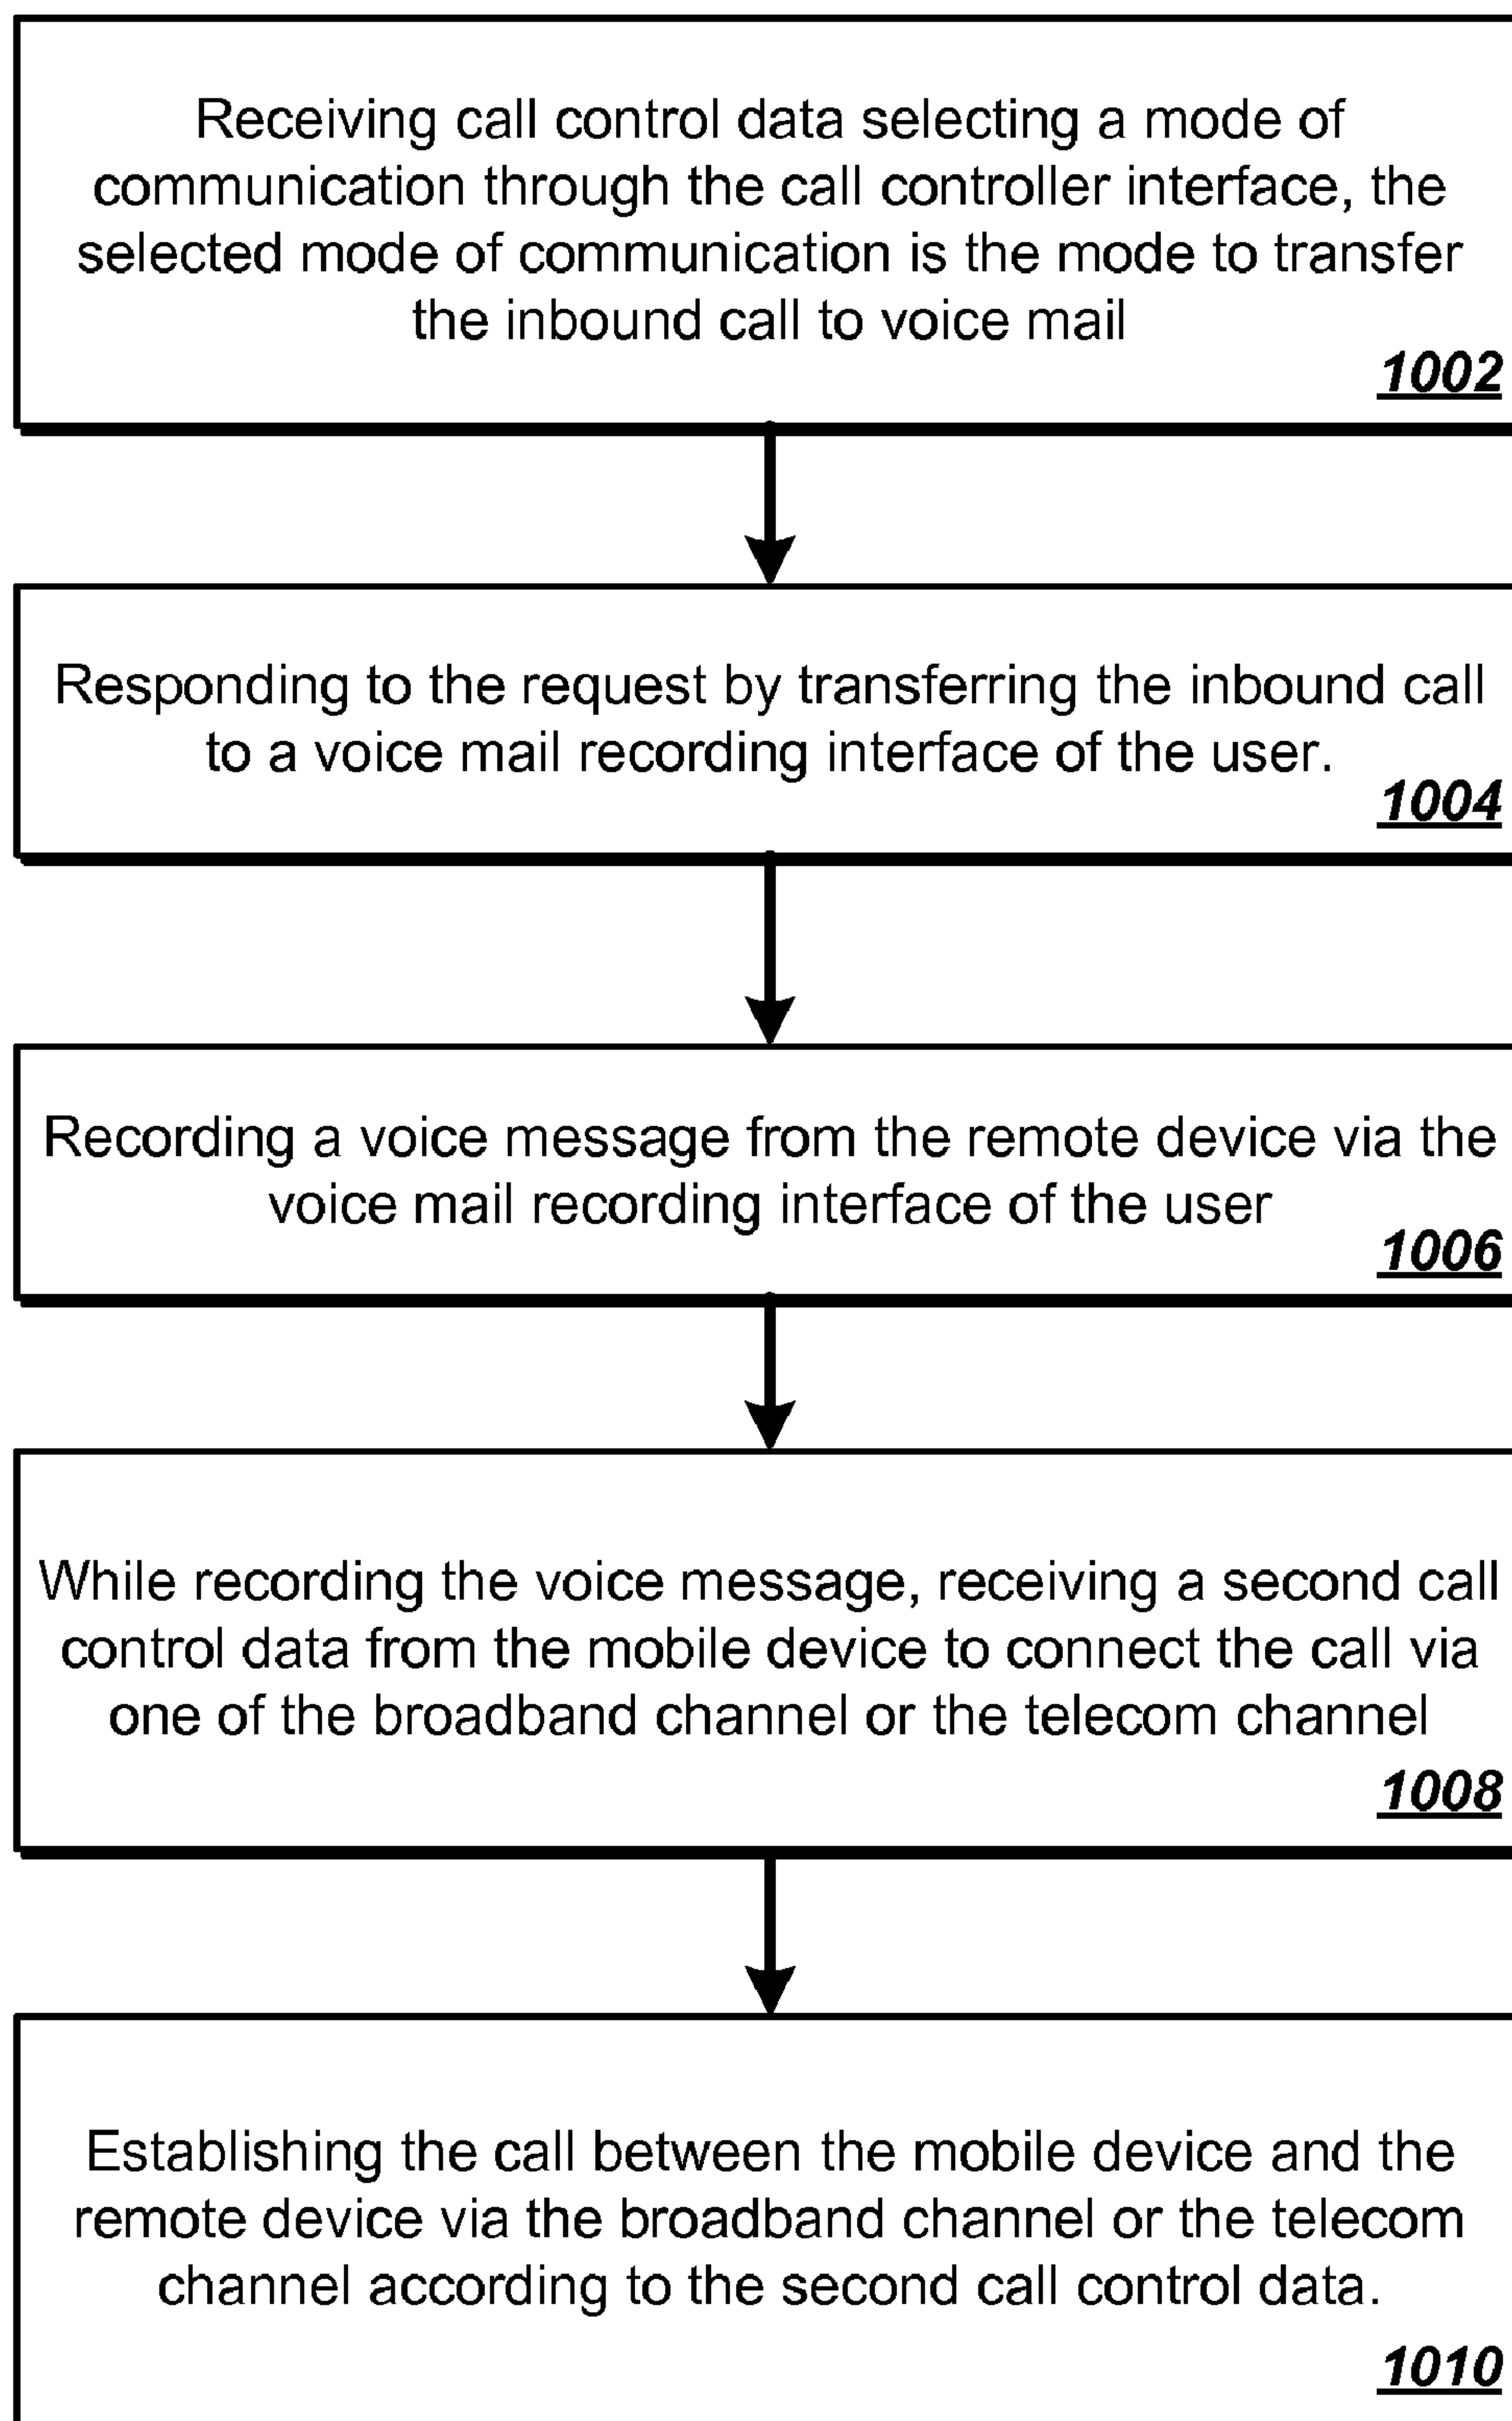 Receiving call control data selecting a mode of
communication through the call controller interface, the
selected mode of communication is the mode to transfer
the inbound call to voice mail
1002
Responding to the request by transferring the inbound call
to a voice mail recording interface of the user.
1004
Recording a voice message from the remote device via the
voice mail recording interface of the user
1006
While recording the voice message, receiving a second call
control data from the mobile device to connect the call via
one of the broadband channel or the telecom channel
1008
Establishing the call between the mobile device and the
remote device via the broadband channel or the telecom
channel according to the second call control data.
1010